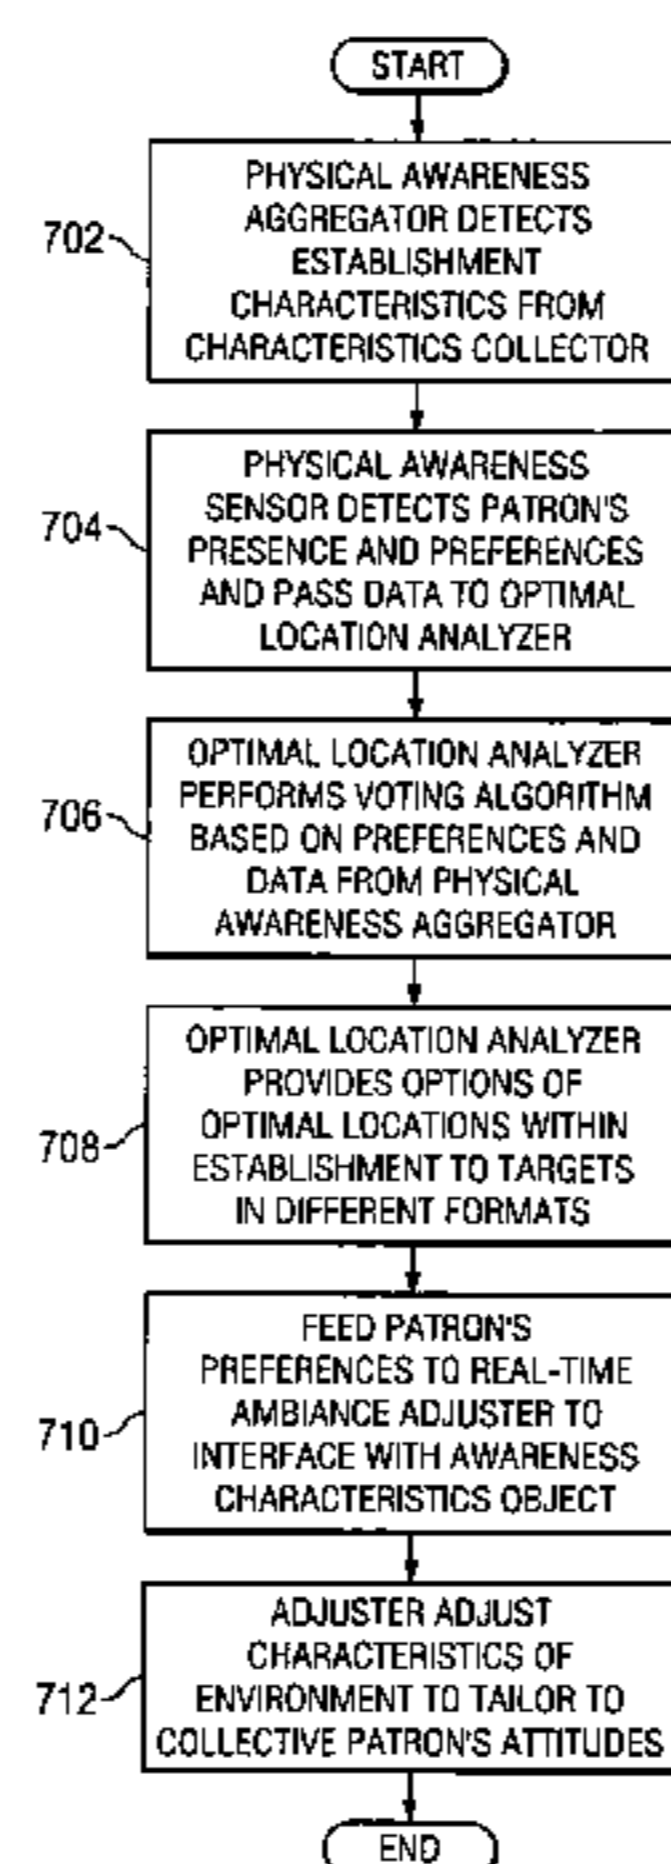 START
702
PHYSICAL AWARENESS
AGGREGATOR DETECTS
ESTABLISHMENT
CHARACTERISTICS FROM
CHARACTERISTICS COLLECTOR
704
PHYSICAL AWARENESS
SENSOR DETECTS PATRON'S
PRESENCE AND PREFERENCES
AND PASS DATA TO OPTIMAL
LOCATION ANALYZER
706
OPTIMAL LOCATION ANALYZER
PERFORMS VOTING ALGORITHM
BASED ON PREFERENCES AND
DATA FROM PHYSICAL
AWARENESS AGGREGATOR
708
OPTIMAL LOCATION ANALYZER
PROVIDES OPTIONS OF
OPTIMAL LOCATIONS WITHIN
ESTABLISHMENT TO TARGETS
IN DIFFERENT FORMATS
710
FEED PATRON'S
PREFERENCES TO REAL-TIME
AMBIANCE ADJUSTER TO
INTERFACE WITH AWARENESS
CHARACTERISTICS OBJECT
712
ADJUSTER ADJUST
CHARACTERISTICS OF
ENVIRONMENT TO TAILOR TO
COLLECTIVE PATRON'S ATTITUDES
END